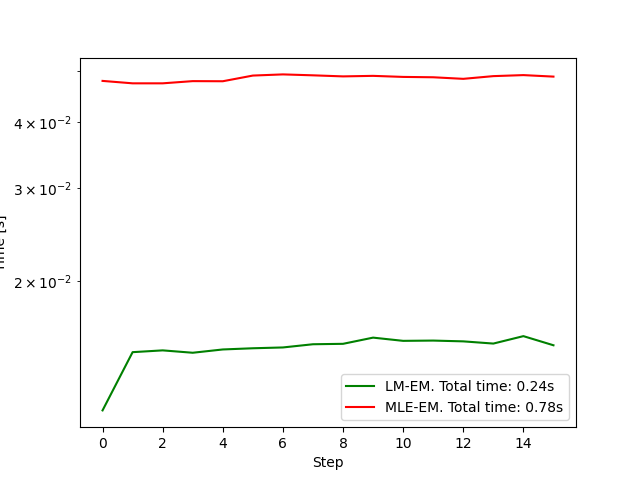 4 × 10⁻²
3 × 10⁻²
2 × 10⁻²
Time [s]
0 2 4 6 8 10 12 14
Step
LM-EM. Total time: 0.24s
MLE-EM. Total time: 0.78s